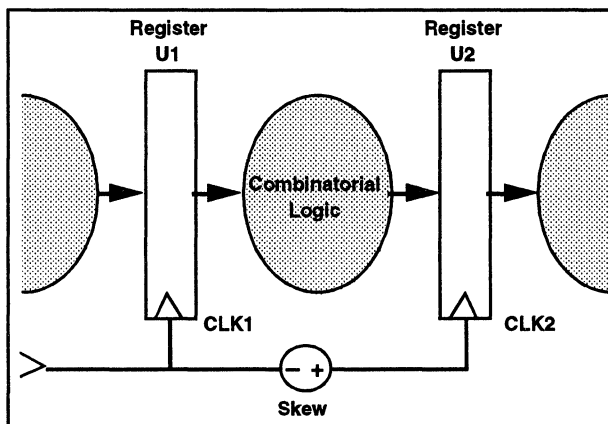 Register
U1
Register
U2
Combinatorial
Logic
CLK1
CLK2
- +
Skew